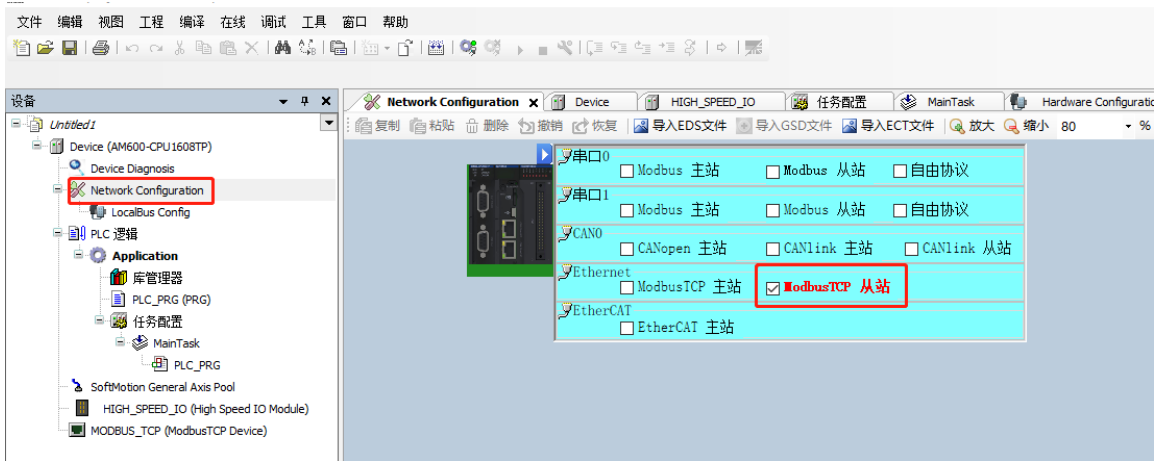 文件 编辑 视图 工程 编译 在线 调试 工具 窗口 帮助
设备
Network Configuration Device HIGH_SPEED_IO 任务配置 MainTask Hardware Configuratic
复制 粘贴 删除 撤销 恢复 导入EDS文件 导入GSD文件 导入ECT文件 放大 缩小 80 %
Untitled1
Device (AM600-CPU1608TP)
Device Diagnosis
Network Configuration
LocalBus Config
PLC 逻辑
Application
库管理器
PLC_PRG (PRG)
任务配置
MainTask
PLC_PRG
SoftMotion General Axis Pool
HIGH_SPEED_IO (High Speed IO Module)
MODBUS_TCP (ModbusTCP Device)
串口0
Modbus 主站 Modbus 从站 自由协议
串口1
Modbus 主站 Modbus 从站 自由协议
CAN0
CANopen 主站 CANlink 主站 CANlink 从站
Ethernet
ModbusTCP 主站 ModbusTCP 从站
EtherCAT
EtherCAT 主站